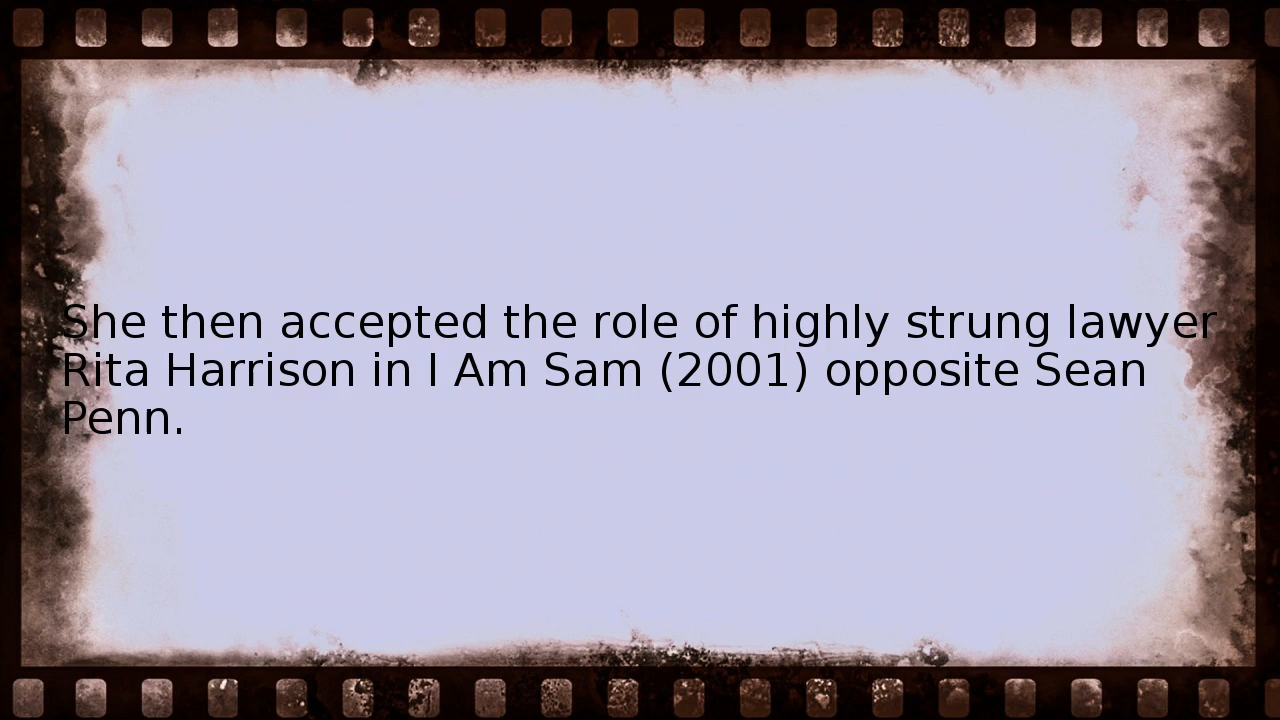 She then accepted the role of highly strung lawyer
Rita Harrison in I Am Sam (2001) opposite Sean
Penn.